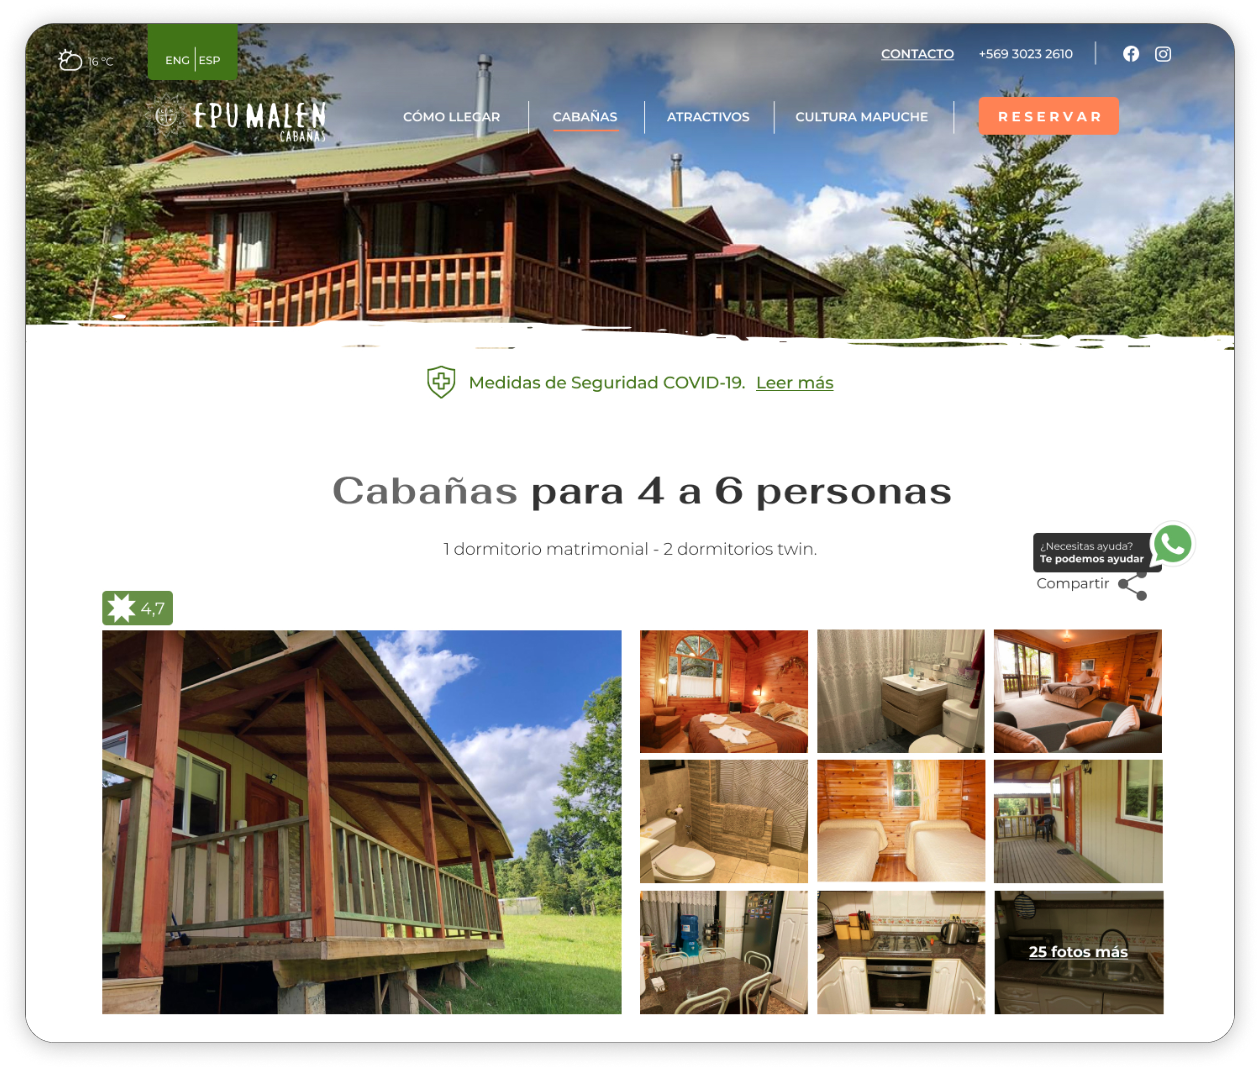 16 °C
ENG | ESP
CONTACTO +569 3023 2610
EPU MALEN
CABAÑAS
CÓMO LLEGAR CABAÑAS ATRACTIVOS CULTURA MAPUCHE RESERVAR
Medidas de Seguridad COVID-19. Leer más
Cabañas para 4 a 6 personas
1 dormitorio matrimonial - 2 dormitorios twin.
¿Necesitas ayuda?
Te podemos ayudar
Compartir
4,7
25 fotos más